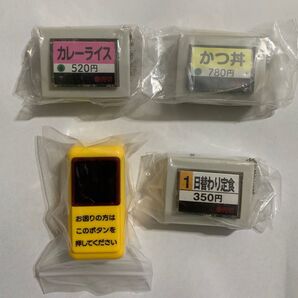 カレーライス
520円
かつ丼
780円
お困りの方は
このボタンを
押してください
1 日替わり定食
350円